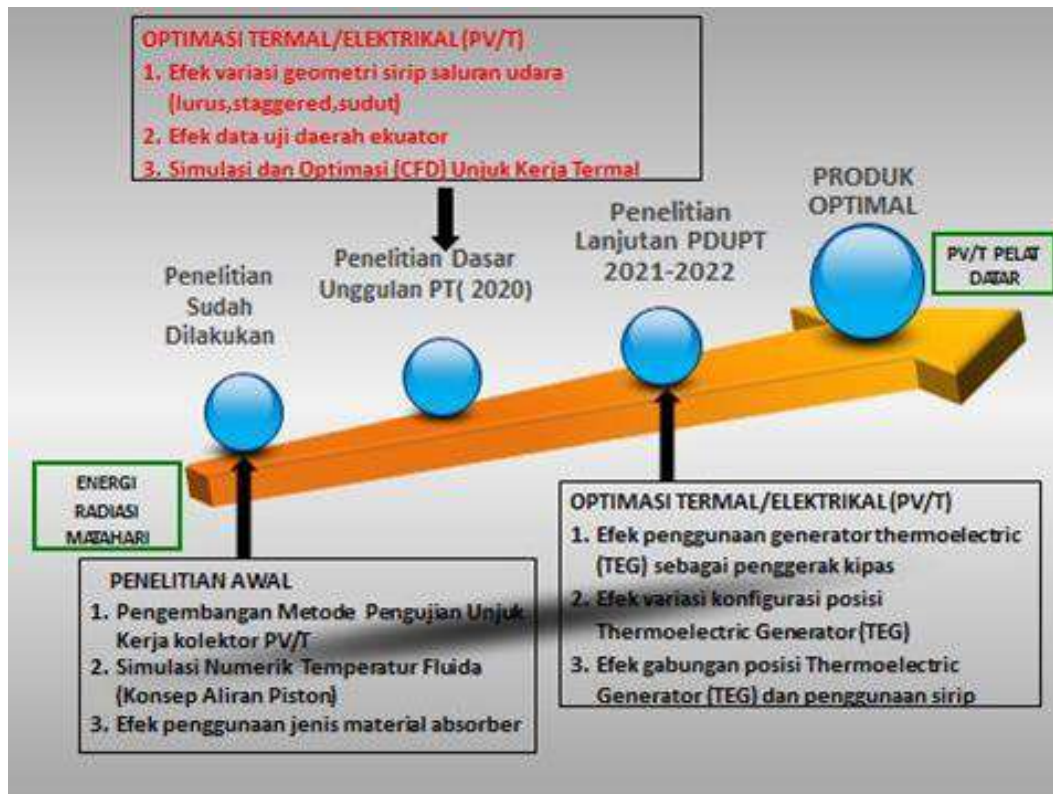 OPTIMASI TERMAL/ELEKTRIKAL (PV/T)
1. Efek variasi geometri sirip saluran udara
(lurus,staggered,sudut)
2. Efek data uji daerah ekuator
3. Simulasi dan Optimasi (CFD) Unjuk Kerja Termal
Penelitian
Sudah
Dilakukan
Penelitian Dasar
Unggulan PT( 2020)
Penelitian
Lanjutan PDUPT
2021-2022
PRODUK
OPTIMAL
PV/T PELAT
DATAR
ENERGI
RADIASI
MATAHARI
PENELITIAN AWAL
1. Pengembangan Metode Pengujian Unjuk
Kerja kolektor PV/T
2. Simulasi Numerik Temperatur Fluida
(Konsep Aliran Piston)
3. Efek penggunaan jenis material absorber
OPTIMASI TERMAL/ELEKTRIKAL (PV/T)
1. Efek penggunaan generator thermoelectric
(TEG) sebagai penggerak kipas
2. Efek variasi konfigurasi posisi
Thermoelectric Generator (TEG)
3. Efek gabungan posisi Thermoelectric
Generator (TEG) dan penggunaan sirip